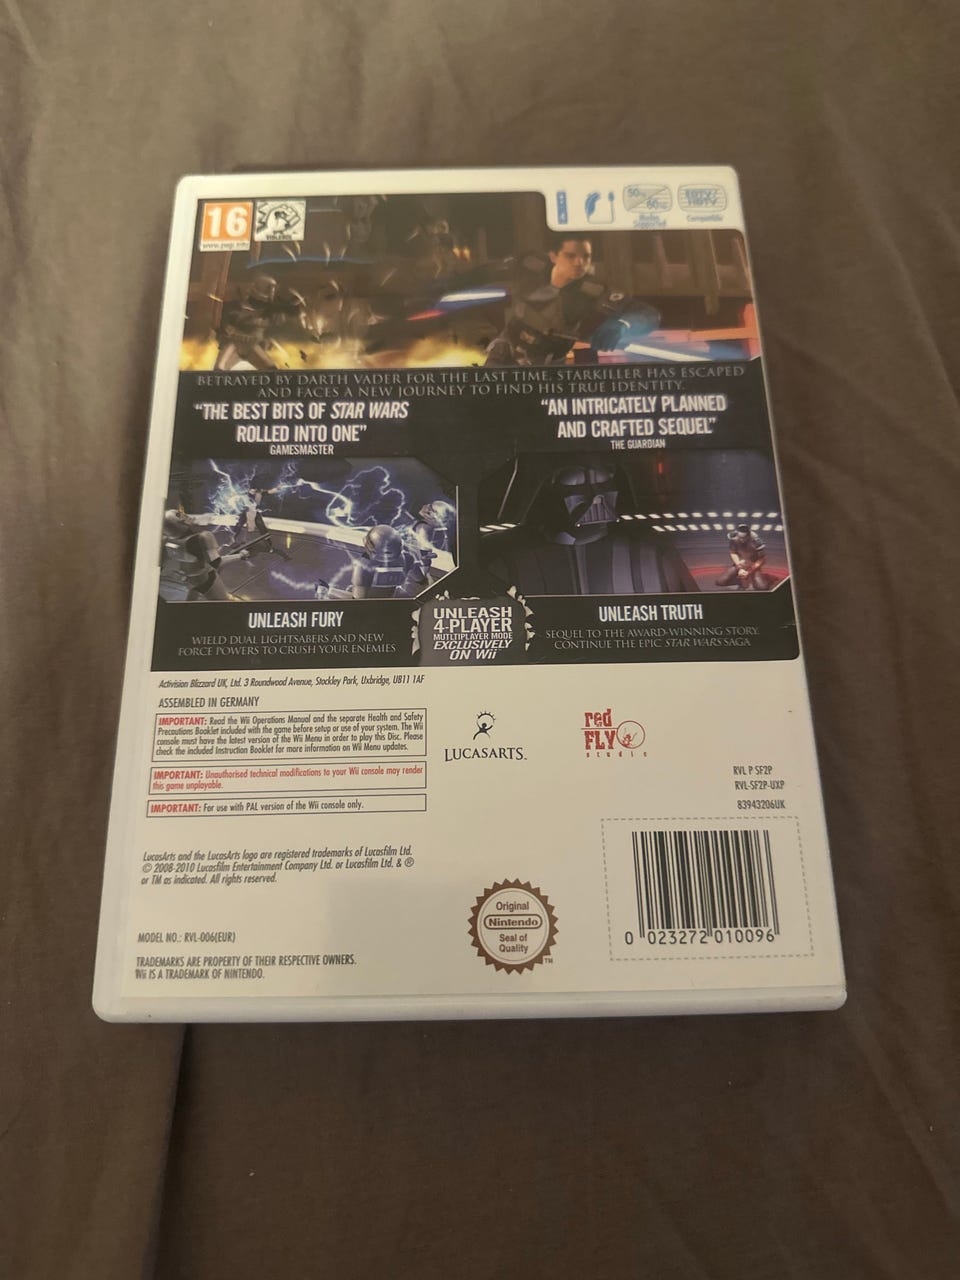 16
www.pegi.info
VIOLENCE
1-4
50Hz
60Hz
Modes
Supported
EDTV/
HDTV
Compatible
BETRAYED BY DARTH VADER FOR THE LAST TIME, STARKILLER HAS ESCAPED
AND FACES A NEW JOURNEY TO FIND HIS TRUE IDENTITY.
"THE BEST BITS OF STAR WARS
ROLLED INTO ONE"
GAMESMASTER
"AN INTRICATELY PLANNED
AND CRAFTED SEQUEL"
THE GUARDIAN
UNLEASH FURY
WIELD DUAL LIGHTSABERS AND NEW
FORCE POWERS TO CRUSH YOUR ENEMIES
UNLEASH
4-PLAYER
MULTIPLAYER MODE
EXCLUSIVELY
ON Wii
UNLEASH TRUTH
SEQUEL TO THE AWARD-WINNING STORY.
CONTINUE THE EPIC STAR WARS SAGA
Activision Blizzard UK, Ltd. 3 Roundwood Avenue, Stockley Park, Uxbridge, UB11 1AF
ASSEMBLED IN GERMANY
IMPORTANT: Read the Wii Operations Manual and the separate Health and Safety
Precautions Booklet included with the game before setup or use of your system. The Wii
console must have the latest version of the Wii Menu in order to play this Disc. Please
check the included Instruction Booklet for more information on Wii Menu updates.
IMPORTANT: Unauthorised technical modifications to your Wii console may render
this game unplayable.
IMPORTANT: For use with PAL version of the Wii console only.
LUCASARTS™
red
FLY
studio
RVL P SF2P
RVL-SF2P-UXP
83943206UK
LucasArts and the LucasArts logo are registered trademarks of Lucasfilm Ltd.
© 2008-2010 Lucasfilm Entertainment Company Ltd. or Lucasfilm Ltd. & ®
or TM as indicated. All rights reserved.
MODEL NO.: RVL-006(EUR)
TRADEMARKS ARE PROPERTY OF THEIR RESPECTIVE OWNERS.
Wii IS A TRADEMARK OF NINTENDO.
Original
Nintendo
Seal of
Quality
TM
0 023272 010096